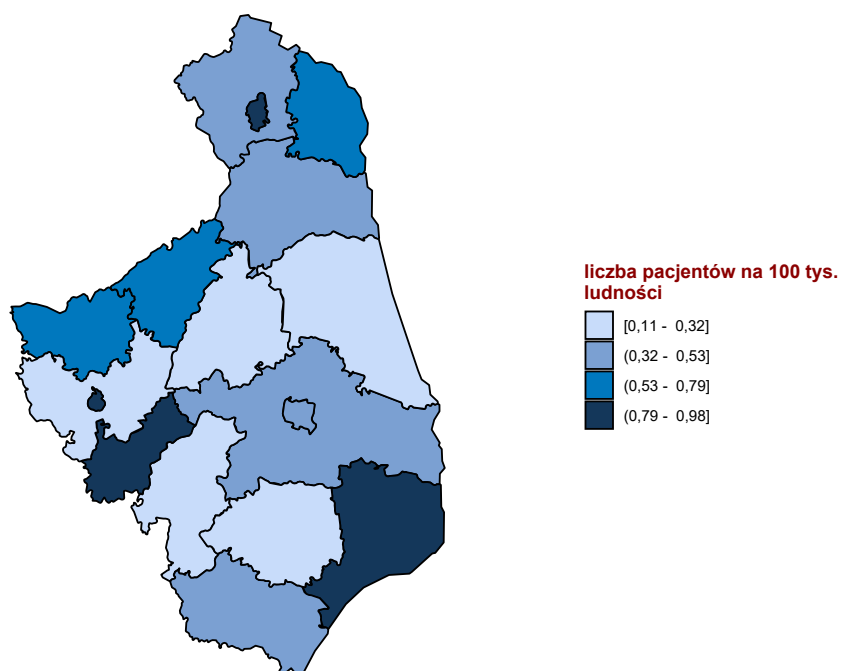 liczba pacjentów na 100 tys.
ludności
[0,11 - 0,32]
(0,32 - 0,53]
(0,53 - 0,79]
(0,79 - 0,98]